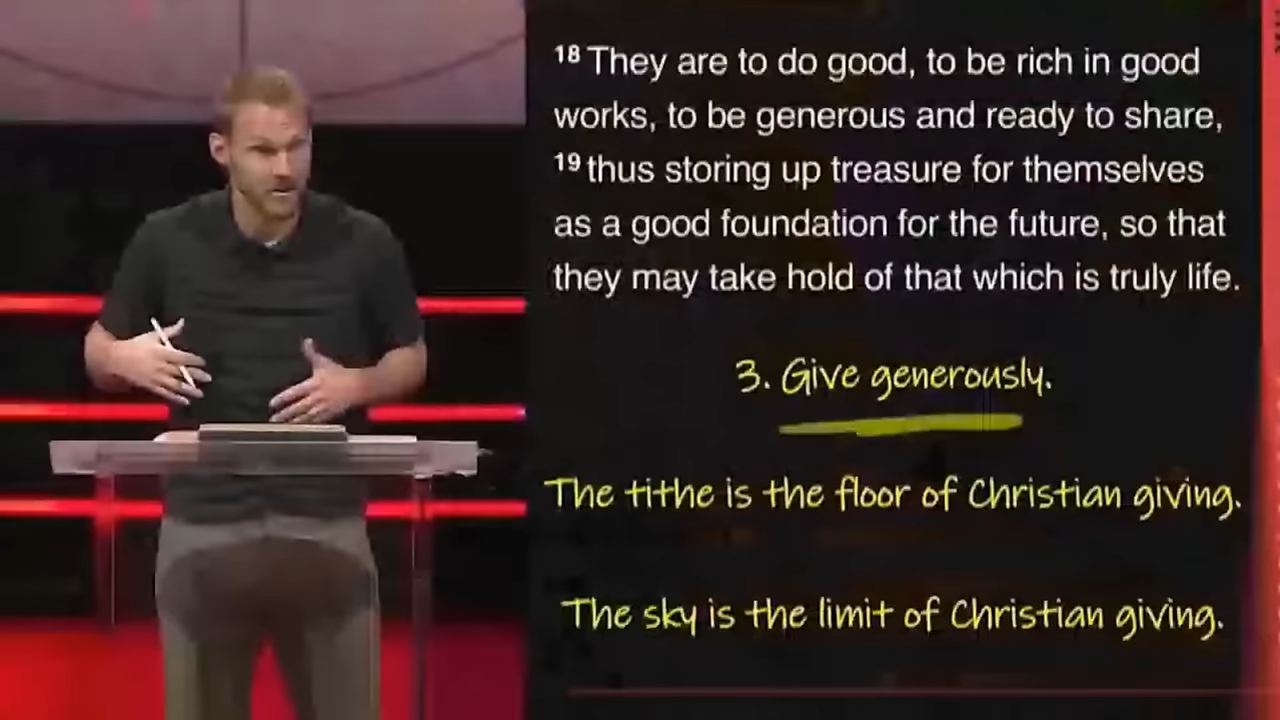 18 They are to do good, to be rich in good
works, to be generous and ready to share,
19 thus storing up treasure for themselves
as a good foundation for the future, so that
they may take hold of that which is truly life.
3. Give generously.
The tithe is the floor of Christian giving.
The sky is the limit of Christian giving.